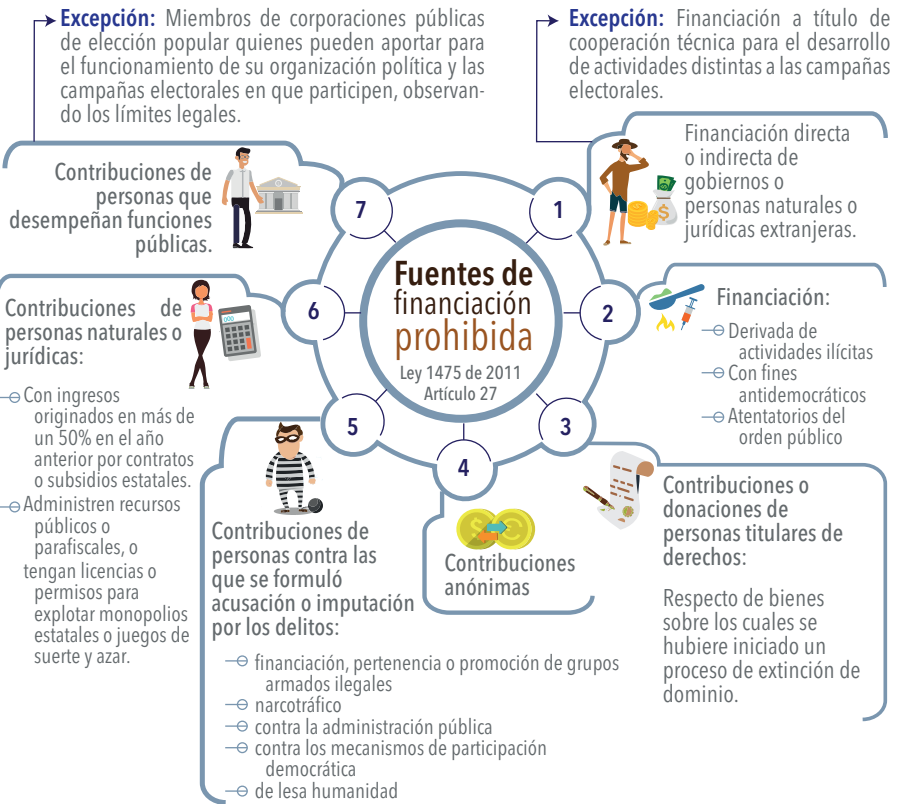 Excepción: Miembros de corporaciones públicas
de elección popular quienes pueden aportar para
el funcionamiento de su organización política y las
campañas electorales en que participen, observan-
do los límites legales.
Excepción: Financiación a título de
cooperación técnica para el desarrollo
de actividades distintas a las campañas
electorales.
Fuentes de
financiación
prohibida
Ley 1475 de 2011
Artículo 27
1
Financiación directa
o indirecta de
gobiernos o
personas naturales o
jurídicas extranjeras.
2
Financiación:
Derivada de
actividades ilícitas
Con fines
antidemocráticos
Atentatorios del
orden público
3
Contribuciones o
donaciones de
personas titulares de
derechos:
Respecto de bienes
sobre los cuales se
hubiere iniciado un
proceso de extinción de
dominio.
4
Contribuciones
anónimas
5
Contribuciones de
personas contra las
que se formuló
acusación o imputación
por los delitos:
financiación, pertenencia o promoción de grupos
armados ilegales
narcotráfico
contra la administración pública
contra los mecanismos de participación
democrática
de lesa humanidad
6
Contribuciones de
personas naturales o
jurídicas:
Con ingresos
originados en más de
un 50% en el año
anterior por contratos
o subsidios estatales.
Administren recursos
públicos o
parafiscales, o
tengan licencias o
permisos para
explotar monopolios
estatales o juegos de
suerte y azar.
7
Contribuciones de
personas que
desempeñan funciones
públicas.